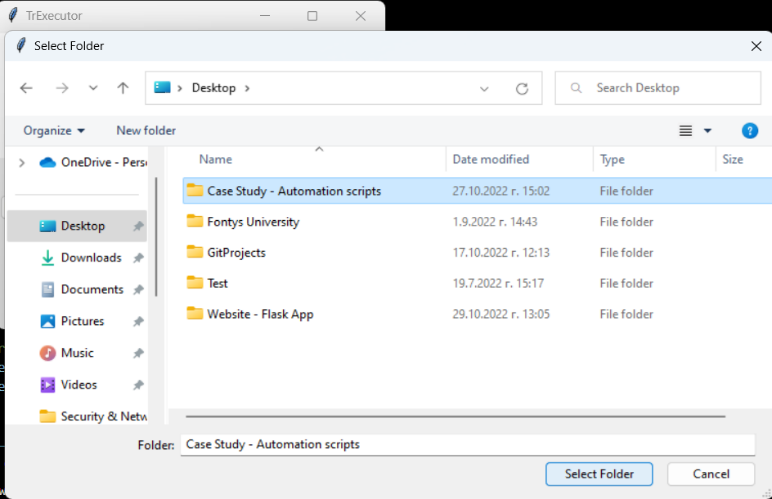 TrExecutor
Select Folder
Desktop
Search Desktop
Organize
New folder
OneDrive - Pers
Desktop
Downloads
Documents
Pictures
Music
Videos
Security & Netw
Name Date modified Type Size
Case Study - Automation scripts 27.10.2022 г. 15:02 File folder
Fontys University 1.9.2022 г. 14:43 File folder
GitProjects 17.10.2022 г. 12:13 File folder
Test 19.7.2022 г. 15:17 File folder
Website - Flask App 29.10.2022 г. 13:05 File folder
Folder: Case Study - Automation scripts
Select Folder Cancel